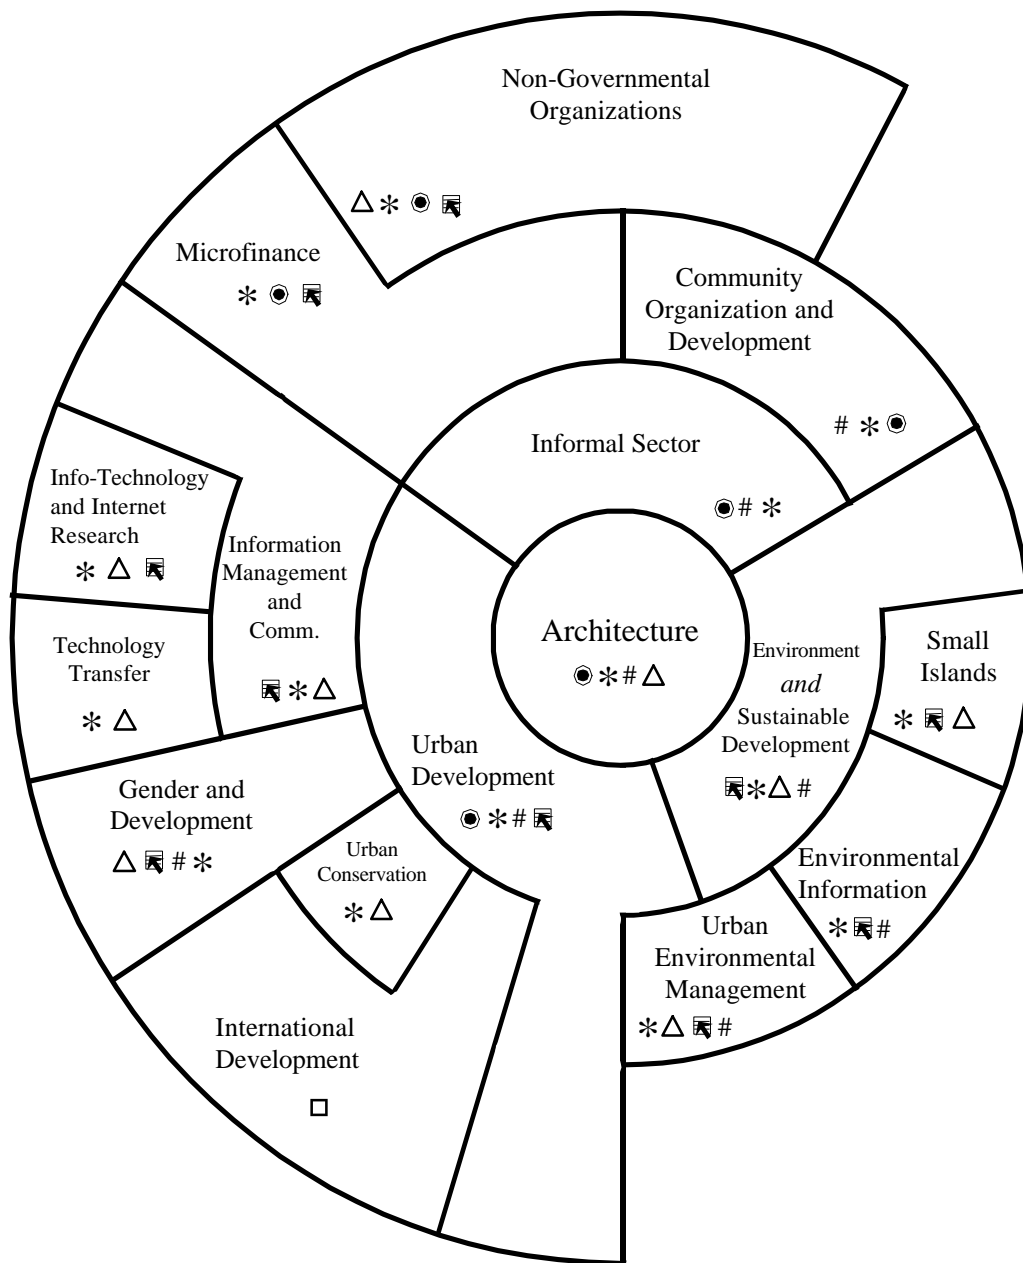 Non-Governmental
Organizations
Microfinance
Community
Organization and
Development
# 
Informal Sector
#
Info-Technology
and Internet
Research
Information
Management
and
Comm.
Architecture
#
Environment
and
Sustainable
Development
#
Small
Islands
Technology
Transfer
Urban
Development
#
Gender and
Development
#
Urban
Conservation
Environmental
Information
#
Urban
Environmental
Management
#
International
Development